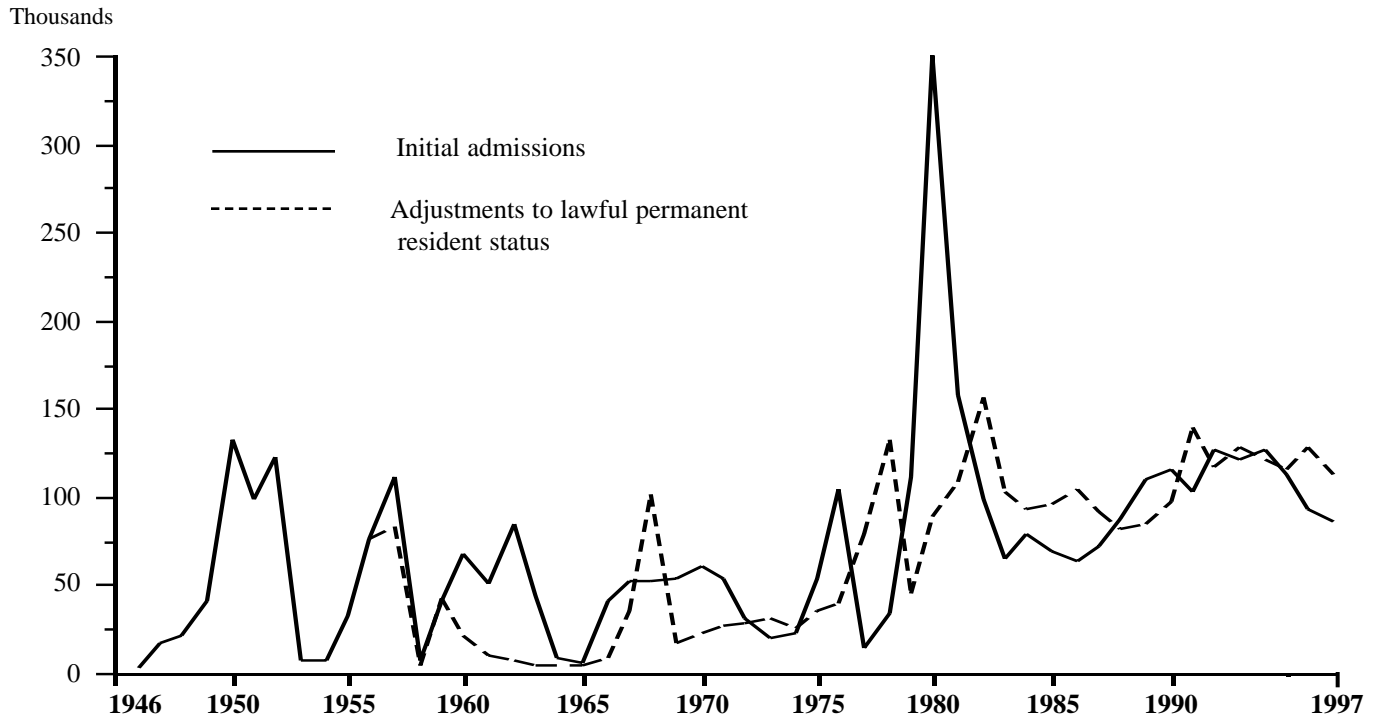 Thousands
350
300
250
200
150
100
50
0
Initial admissions
Adjustments to lawful permanent
resident status
1946 1950 1955 1960 1965 1970 1975 1980 1985 1990 1997